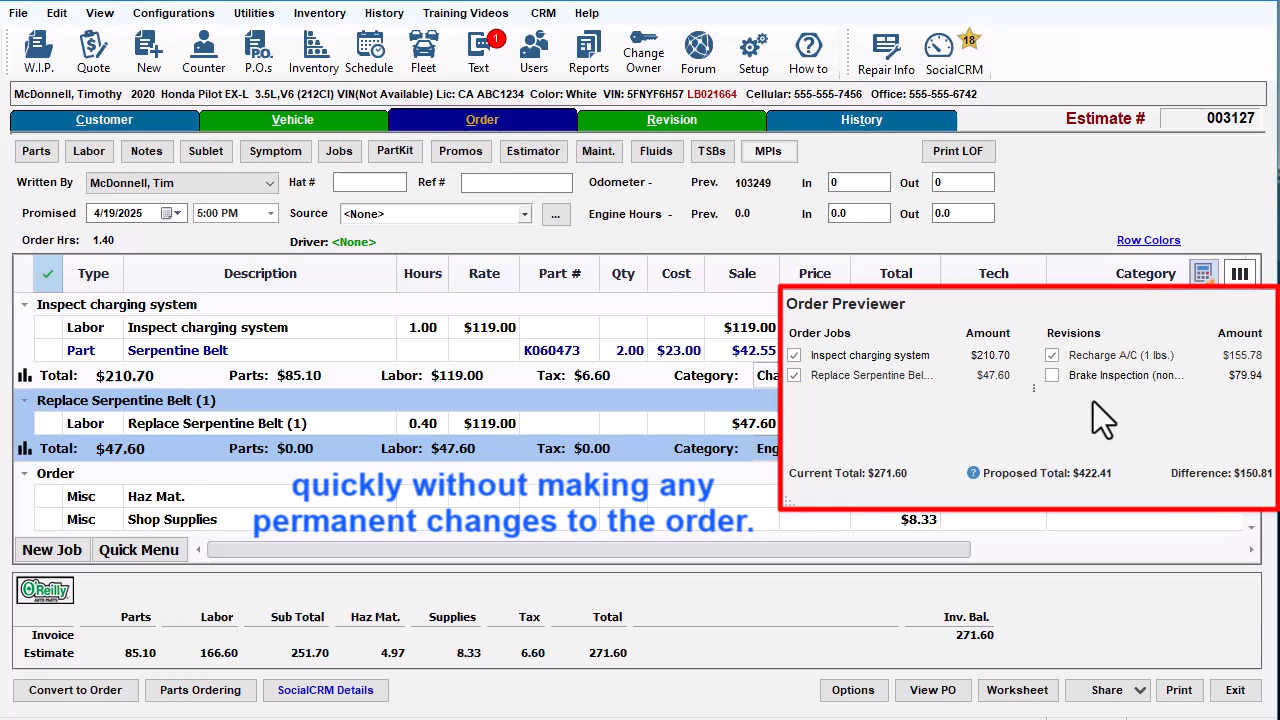 File Edit View Configurations Utilities Inventory History Training Videos CRM Help
1 18
W.I.P. Quote New Counter P.O.s Inventory Schedule Fleet Text Users Reports Change Owner Forum Setup How to Repair Info SocialCRM
McDonnell, Timothy 2020 Honda Pilot EX-L 3.5L,V6 (212CI) VIN(Not Available) Lic: CA ABC1234 Color: White VIN: 5FNYF6H57 LB021664 Cellular: 555-555-7456 Office: 555-555-6742
Customer Vehicle Order Revision History Estimate # 003127
Parts Labor Notes Sublet Symptom Jobs PartKit Promos Estimator Maint. Fluids TSBs MPIs Print LOF
Written By McDonnell, Tim Hat # Ref # Odometer - Prev. 103249 In 0 Out 0
Promised 4/19/2025 5:00 PM Source <None> ... Engine Hours - Prev. 0.0 In 0.0 Out 0.0
Order Hrs: 1.40 Driver: <None> Row Colors
Type Description Hours Rate Part # Qty Cost Sale Price Total Tech Category
Inspect charging system
Labor Inspect charging system 1.00 $119.00 $119.00
Part Serpentine Belt K060473 2.00 $23.00 $42.55
Total: $210.70 Parts: $85.10 Labor: $119.00 Tax: $6.60 Category: Cha
Replace Serpentine Belt (1)
Labor Replace Serpentine Belt (1) 0.40 $119.00 $47.60
Total: $47.60 Parts: $0.00 Labor: $47.60 Tax: $0.00 Category: Eng
Order
Misc Haz Mat.
Misc Shop Supplies $8.33
Order Previewer
Order Jobs Amount Revisions Amount
Inspect charging system $210.70 Recharge A/C (1 lbs.) $155.78
Replace Serpentine Bel... $47.60 Brake Inspection (non... $79.94
Current Total: $271.60 ? Proposed Total: $422.41 Difference: $150.81
quickly without making any
permanent changes to the order.
New Job Quick Menu
O'Reilly AUTO PARTS
Parts Labor Sub Total Haz Mat. Supplies Tax Total Inv. Bal.
Invoice 271.60
Estimate 85.10 166.60 251.70 4.97 8.33 6.60 271.60
Convert to Order Parts Ordering SocialCRM Details Options View PO Worksheet Share Print Exit